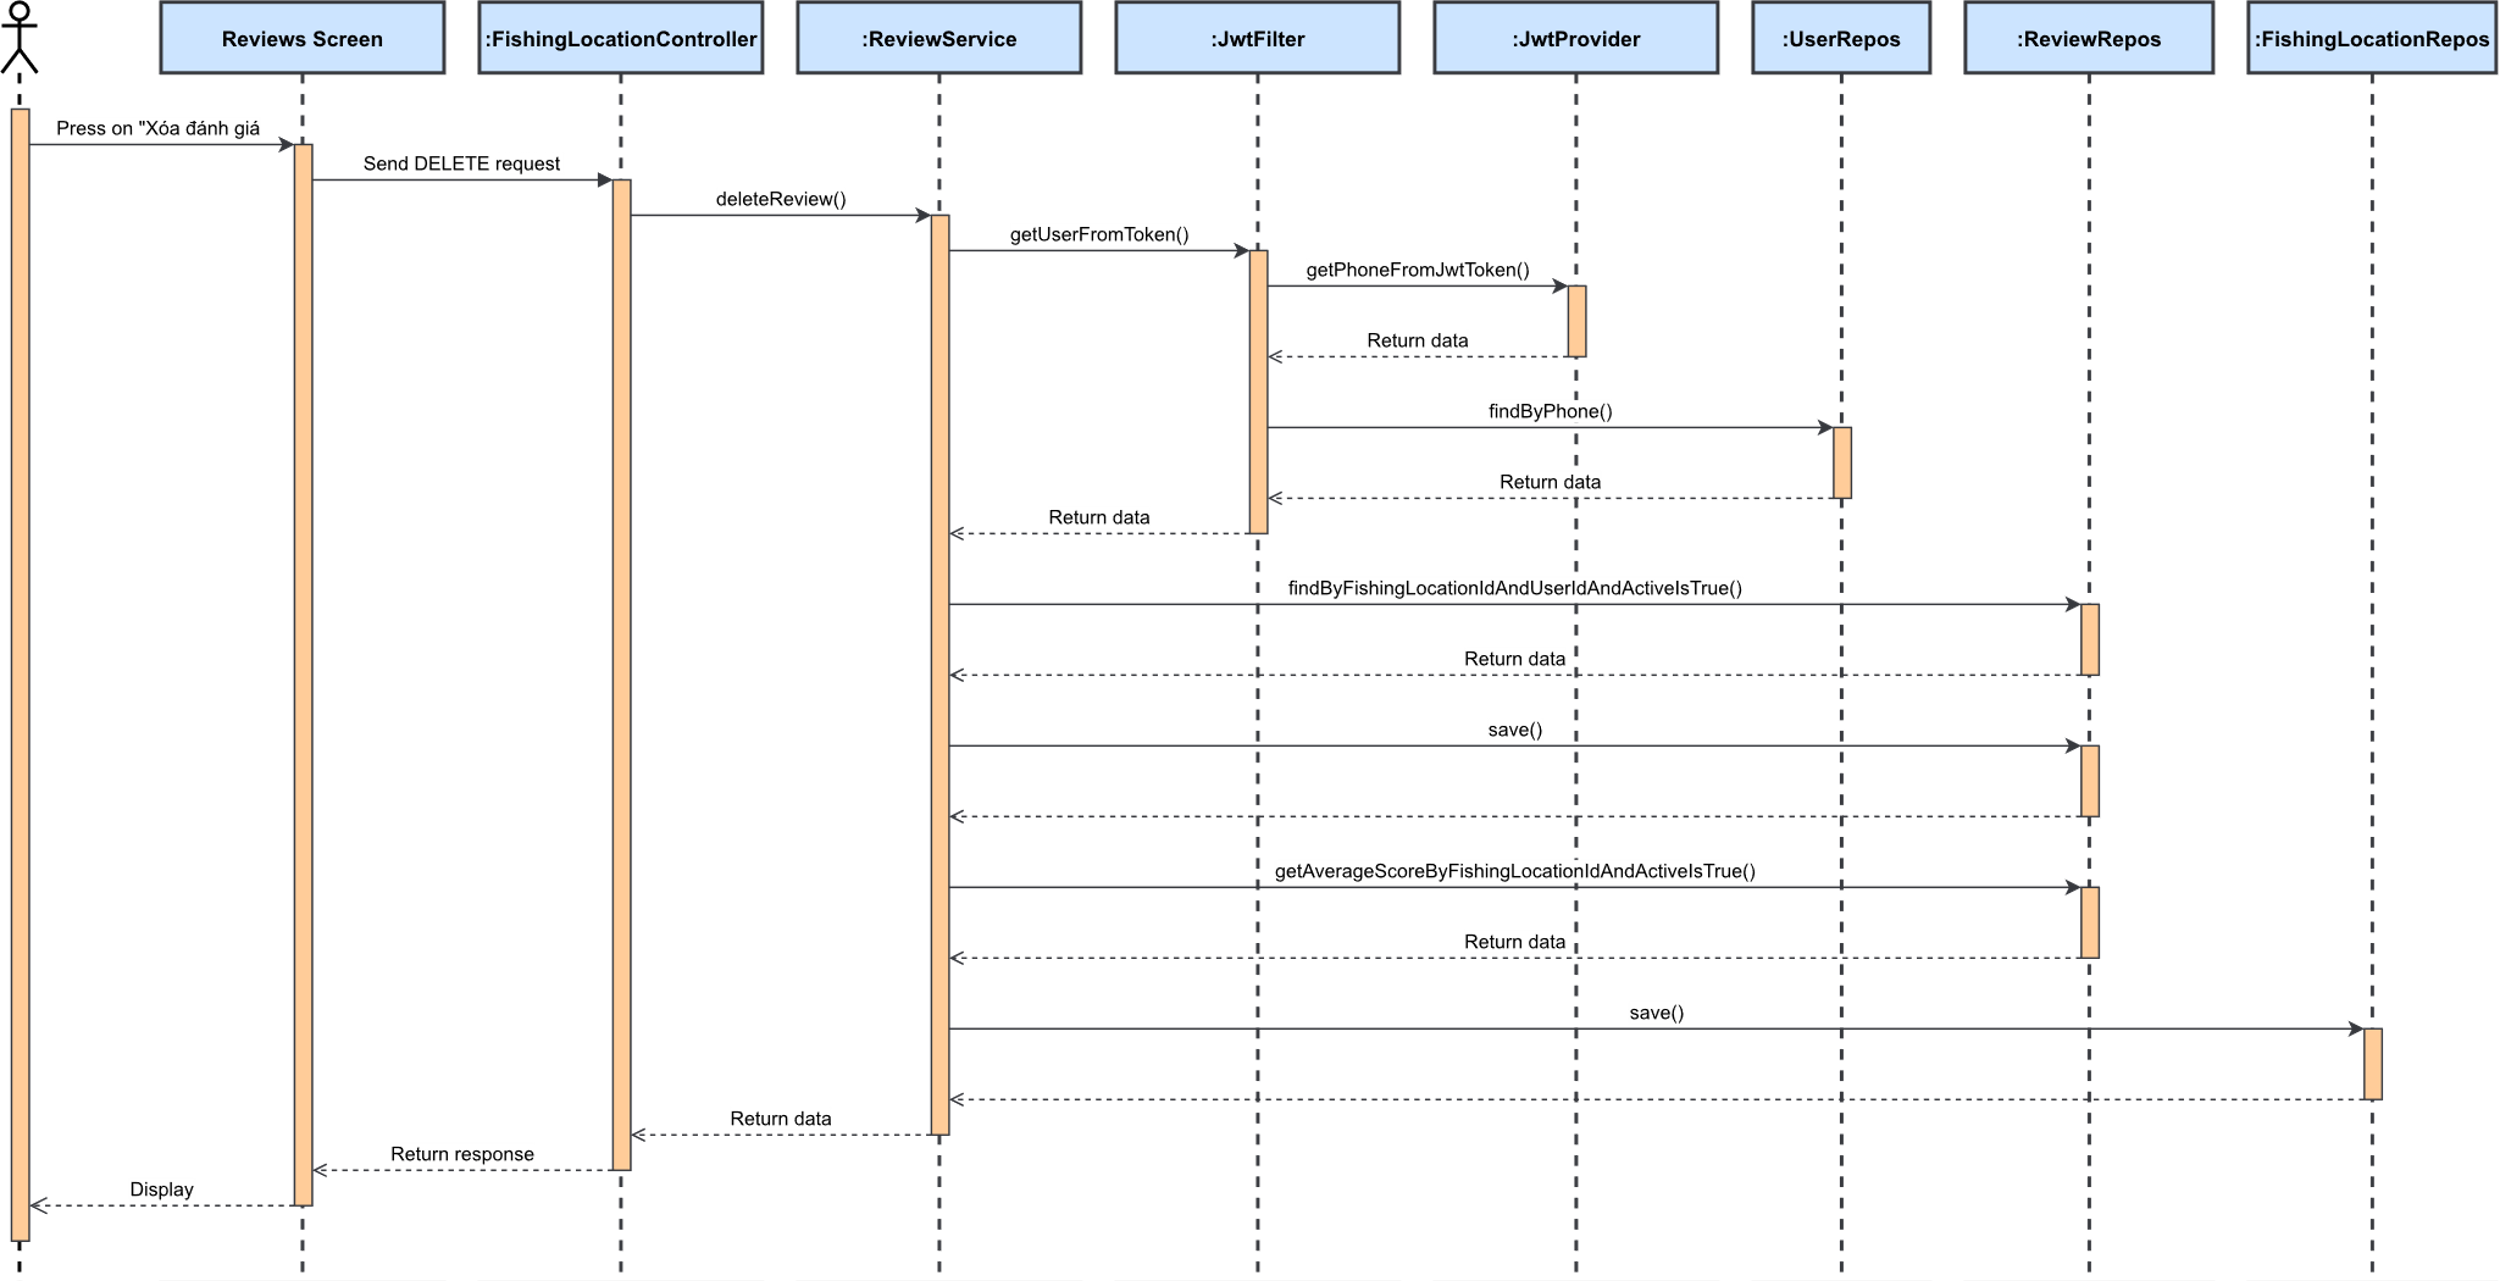 Reviews Screen
:FishingLocationController
:ReviewService
:JwtFilter
:JwtProvider
:UserRepos
:ReviewRepos
:FishingLocationRepos
Press on "Xóa đánh giá
Send DELETE request
deleteReview()
getUserFromToken()
getPhoneFromJwtToken()
Return data
findByPhone()
Return data
Return data
findByFishingLocationIdAndUserIdAndActiveIsTrue()
Return data
save()
getAverageScoreByFishingLocationIdAndActiveIsTrue()
Return data
save()
Return data
Return response
Display